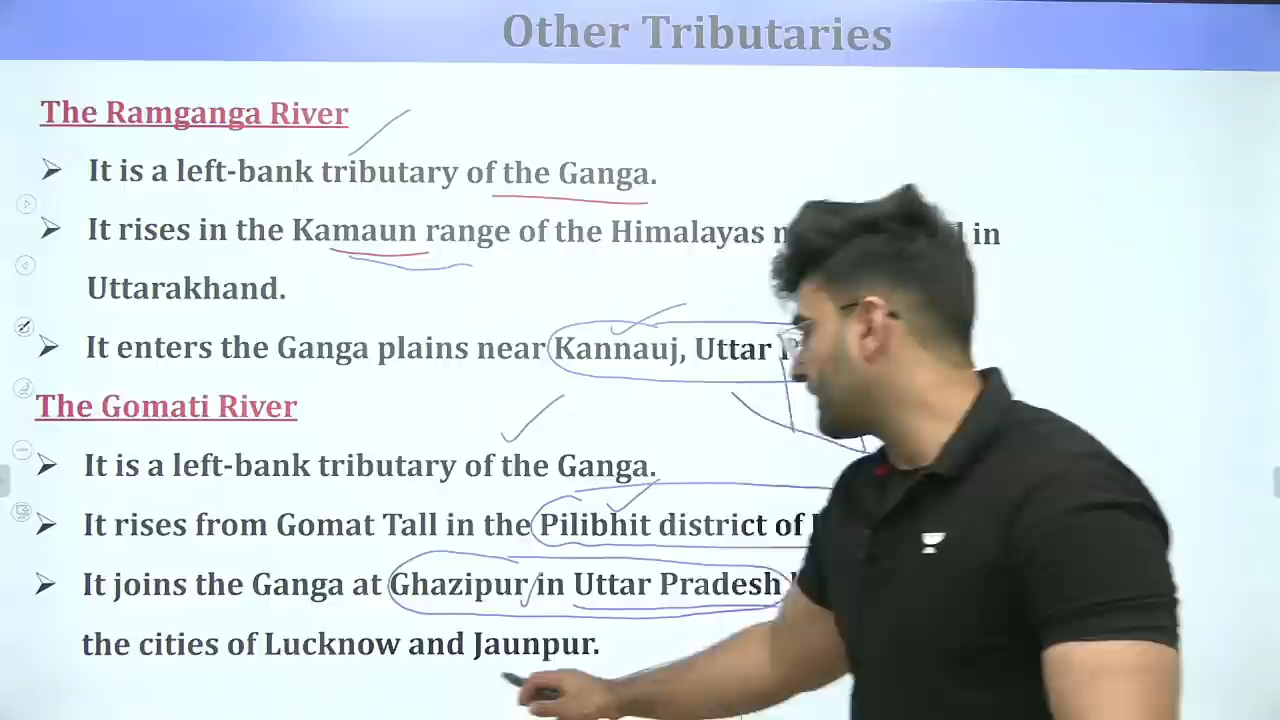 Other Tributaries
The Ramganga River
It is a left-bank tributary of the Ganga.
It rises in the Kamaun range of the Himalayas in
Uttarakhand.
It enters the Ganga plains near Kannauj, Uttar
The Gomati River
It is a left-bank tributary of the Ganga.
It rises from Gomat Tall in the Pilibhit district of
It joins the Ganga at Ghazipur in Uttar Pradesh
the cities of Lucknow and Jaunpur.